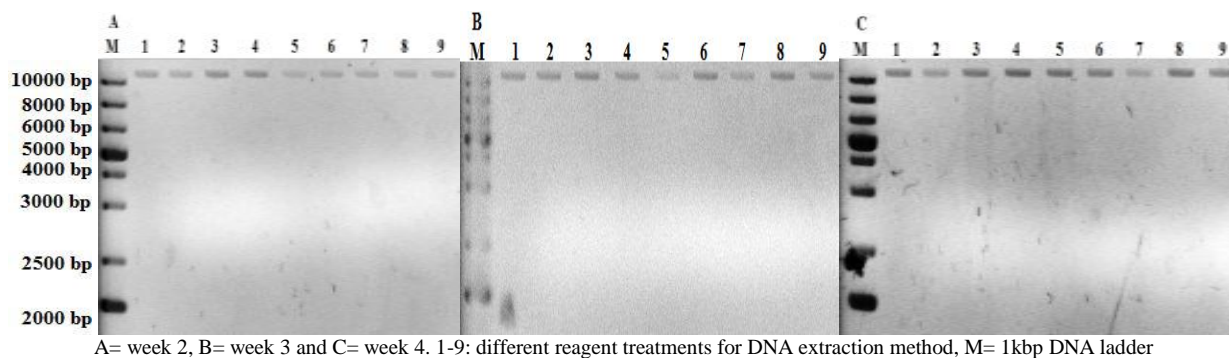 A B C
M 1 2 3 4 5 6 7 8 9 M 1 2 3 4 5 6 7 8 9 M 1 2 3 4 5 6 7 8 9
10000 bp
8000 bp
6000 bp
5000 bp
4000 bp
3000 bp
2500 bp
2000 bp
A= week 2, B= week 3 and C= week 4. 1-9: different reagent treatments for DNA extraction method, M= 1kbp DNA ladder